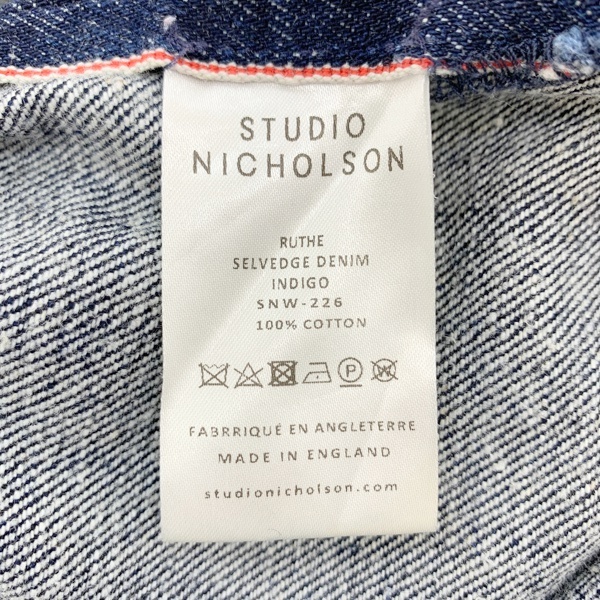 STUDIO
NICHOLSON
RUTHE
SELVEDGE DENIM
INDIGO
SNW-226
100% COTTON
P W
FABRRIQUÉ EN ANGLETERRE
MADE IN ENGLAND
studionicholson.com